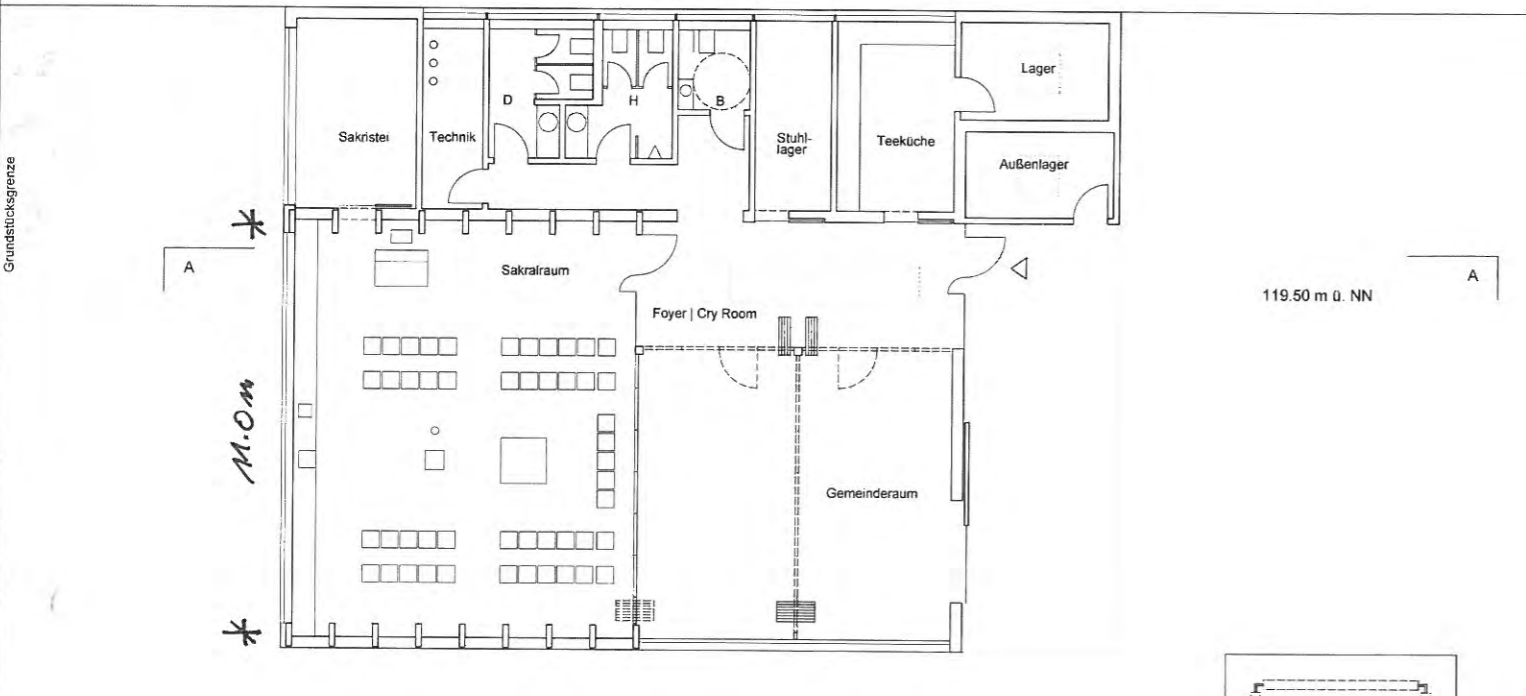 Lager
D
H
B
Sakristei
Technik
Stuhl-
lager
Teeküche
Außenlager
Grundstücksgrenze
A
Sakralraum
A
119.50 m ü. NN
Foyer | Cry Room
11.0m
Gemeinderaum